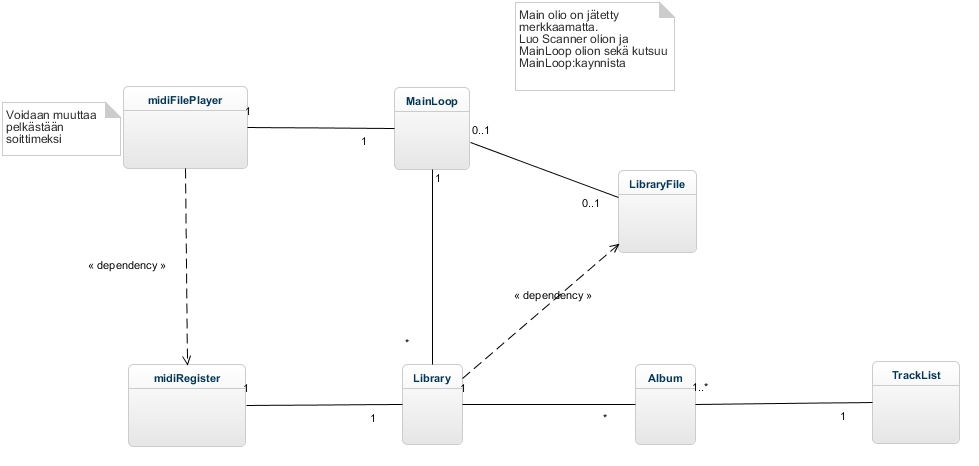 Main olio on jätetty
merkkaamatta.
Luo Scanner olion ja
MainLoop olion sekä kutsuu
MainLoop:kaynnista
midiFilePlayer
MainLoop
Voidaan muuttaa
pelkästään
soittimeksi
1
1
0..1
1
LibraryFile
0..1
« dependency »
« dependency »
*
midiRegister
Library
Album
TrackList
1
1
1..*
1
*
1